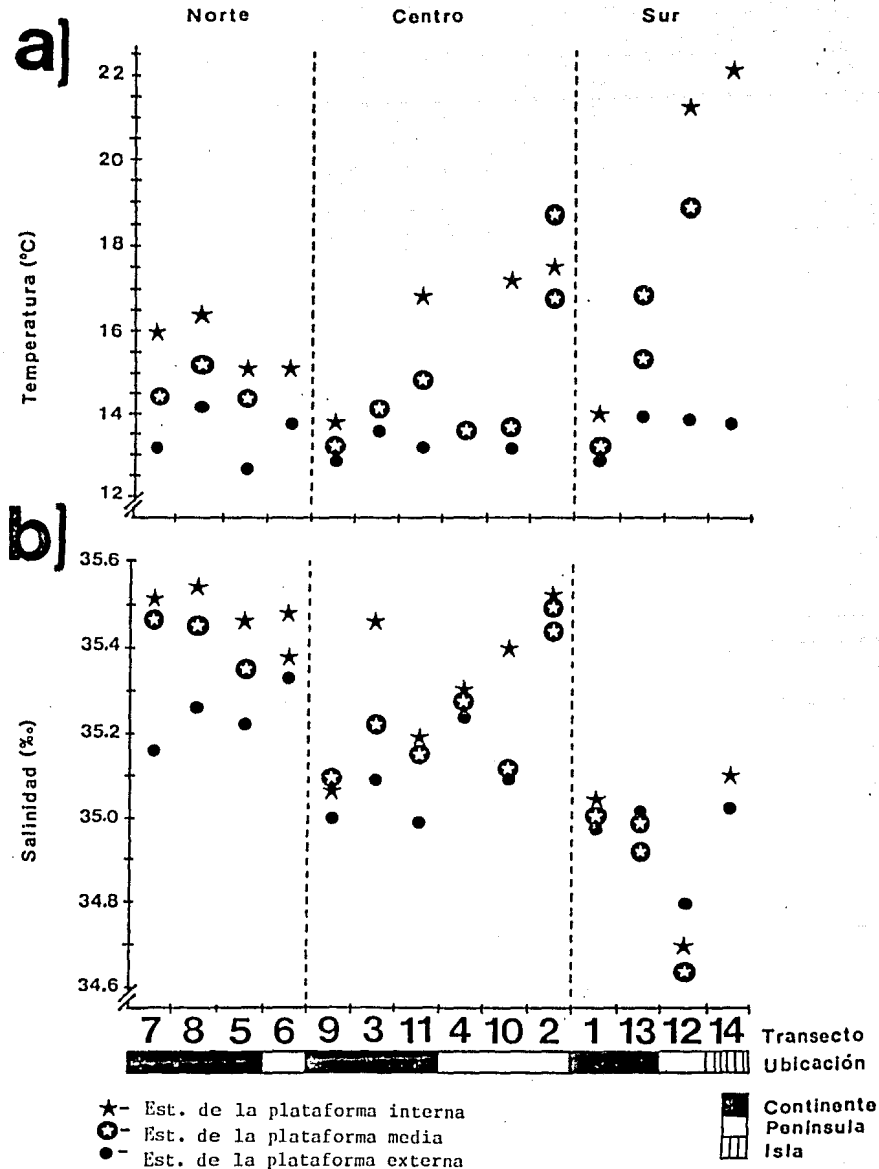 Norte Centro Sur
a]
Temperatura (°C)
22
20
18
16
14
12
b]
Salinidad (‰)
35.6
35.4
35.2
35.0
34.8
34.6
7 8 5 6 9 3 11 4 10 2 1 13 12 14 Transecto
Ubicación
★- Est. de la plataforma interna
✪- Est. de la plataforma media
●- Est. de la plataforma externa
Continente
Península
Isla